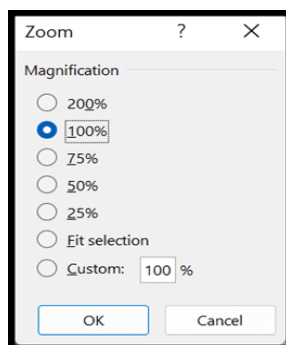 Zoom ? X
Magnification
200%
100%
75%
50%
25%
Fit selection
Custom: 100 %
OK Cancel